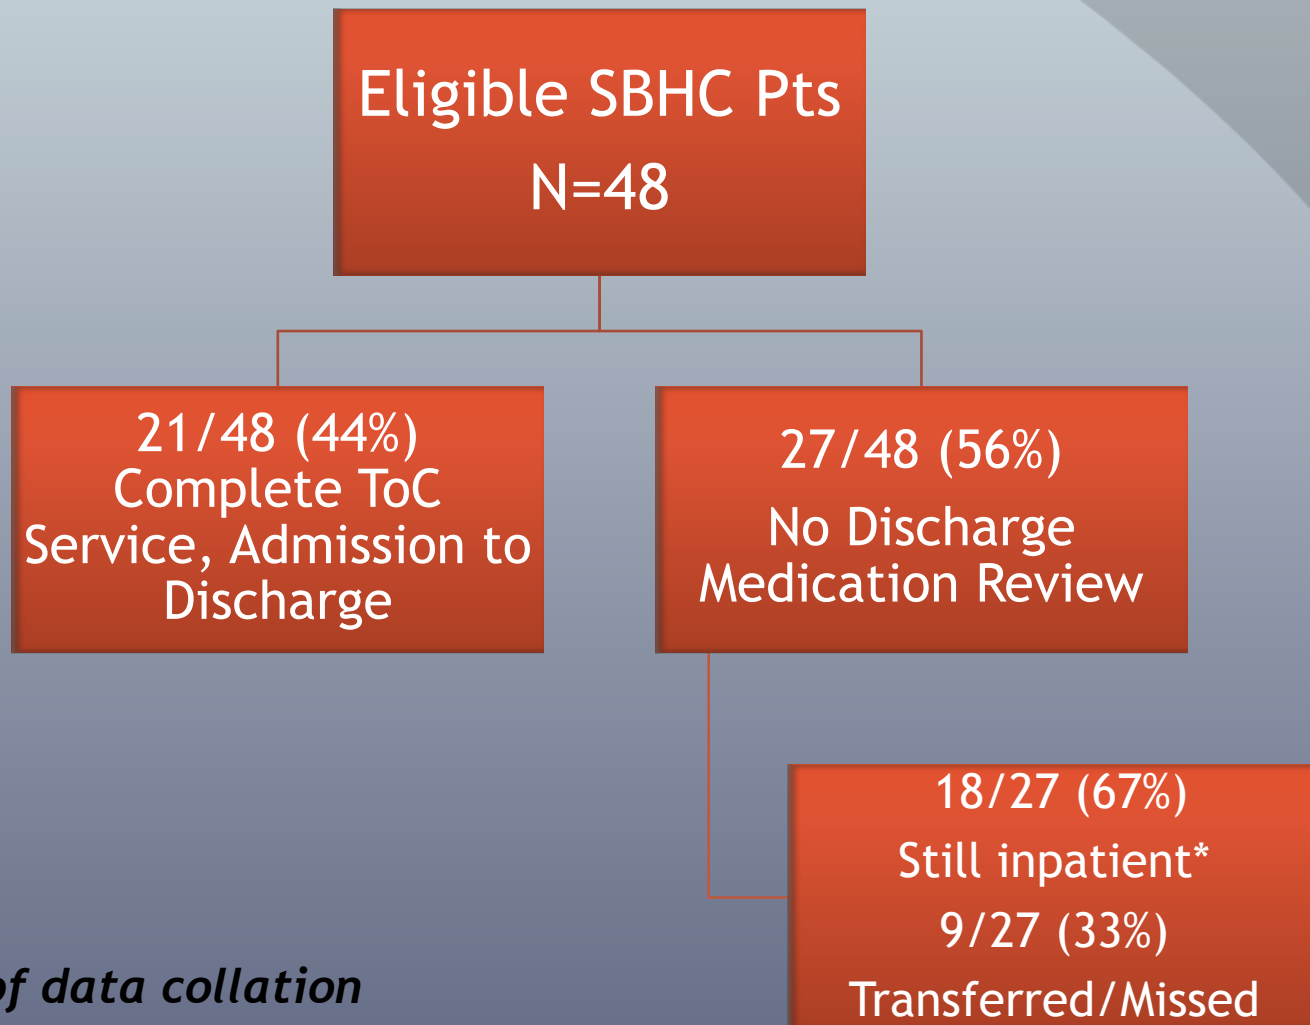 Eligible SBHC Pts
N=48
21/48 (44%)
Complete ToC
Service, Admission to
Discharge
27/48 (56%)
No Discharge
Medication Review
18/27 (67%)
Still inpatient*
9/27 (33%)
Transferred/Missed
of data collation